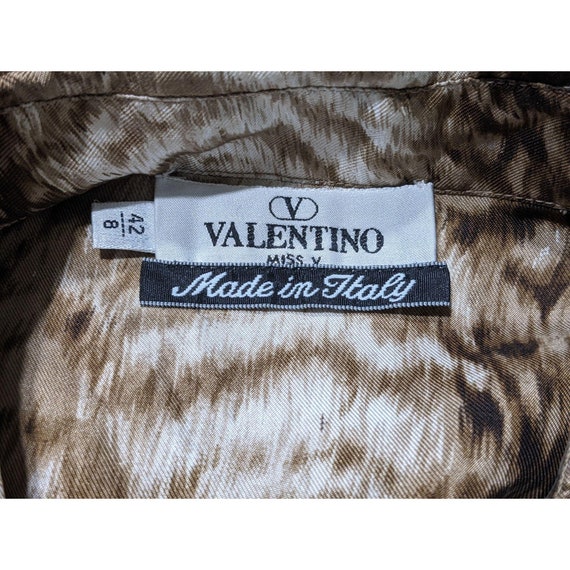 V
VALENTINO
MISS V
Made in Italy
42
8